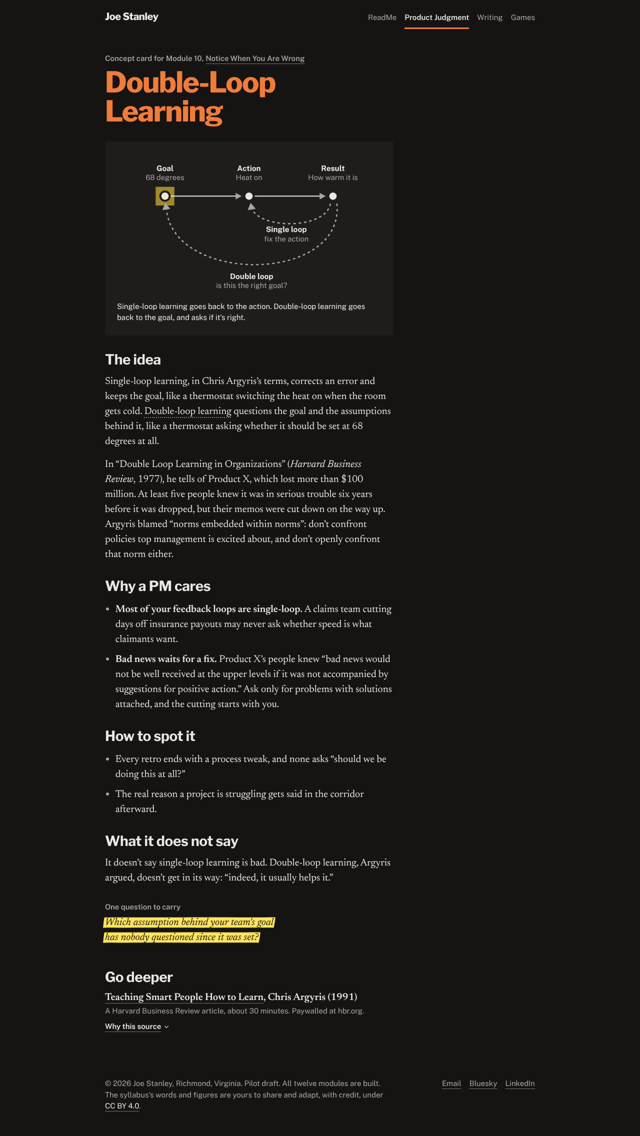 Joe Stanley
ReadMe Product Judgment Writing Games
Concept card for Module 10, Notice When You Are Wrong
Double-Loop
Learning
Goal
68 degrees
Action
Heat on
Result
How warm it is
Single loop
fix the action
Double loop
is this the right goal?
Single-loop learning goes back to the action. Double-loop learning goes
back to the goal, and asks if it's right.
The idea
Single-loop learning, in Chris Argyris's terms, corrects an error and
keeps the goal, like a thermostat switching the heat on when the room
gets cold. Double-loop learning questions the goal and the assumptions
behind it, like a thermostat asking whether it should be set at 68
degrees at all.
In “Double Loop Learning in Organizations” (Harvard Business
Review, 1977), he tells of Product X, which lost more than $100
million. At least five people knew it was in serious trouble six years
before it was dropped, but their memos were cut down on the way up.
Argyris blamed “norms embedded within norms”: don't confront
policies top management is excited about, and don't openly confront
that norm either.
Why a PM cares
• Most of your feedback loops are single-loop. A claims team cutting
days off insurance payouts may never ask whether speed is what
claimants want.
• Bad news waits for a fix. Product X's people knew “bad news would
not be well received at the upper levels if it was not accompanied by
suggestions for positive action.” Ask only for problems with solutions
attached, and the cutting starts with you.
How to spot it
• Every retro ends with a process tweak, and none asks “should we be
doing this at all?”
• The real reason a project is struggling gets said in the corridor
afterward.
What it does not say
It doesn't say single-loop learning is bad. Double-loop learning, Argyris
argued, doesn't get in its way: “indeed, it usually helps it.”
One question to carry
Which assumption behind your team's goal
has nobody questioned since it was set?
Go deeper
Teaching Smart People How to Learn, Chris Argyris (1991)
A Harvard Business Review article, about 30 minutes. Paywalled at hbr.org.
Why this source
© 2026 Joe Stanley, Richmond, Virginia. Pilot draft. All twelve modules are built.
The syllabus's words and figures are yours to share and adapt, with credit, under
CC BY 4.0.
Email Bluesky LinkedIn